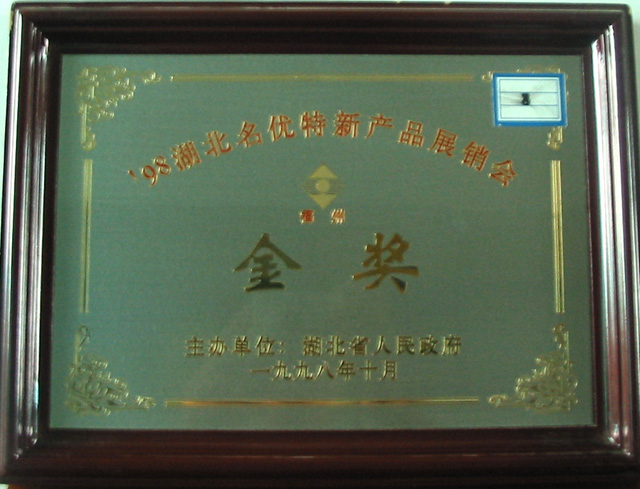 '98湖北名优特新产品展销会
金奖
主办单位：湖北省人民政府
一九九八年十月